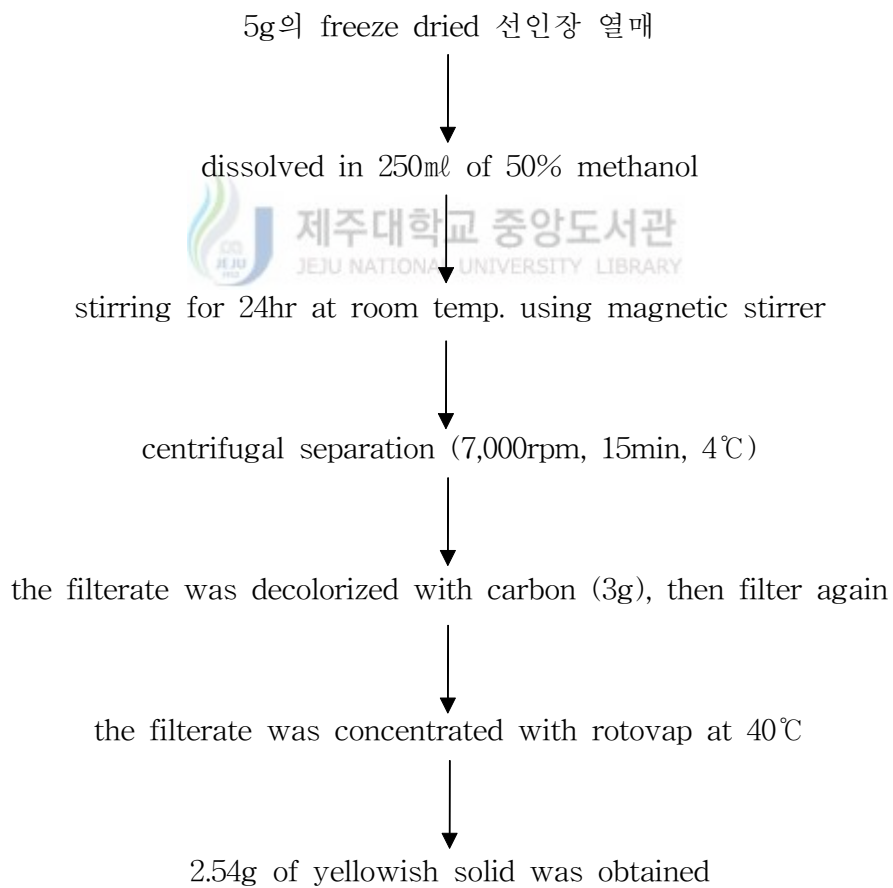 5g의 freeze dried 선인장 열매
dissolved in 250㎖ of 50% methanol
제주대학교 중앙도서관
JEJU NATIONAL UNIVERSITY LIBRARY
JEJU
1952
stirring for 24hr at room temp. using magnetic stirrer
centrifugal separation (7,000rpm, 15min, 4℃)
the filterate was decolorized with carbon (3g), then filter again
the filterate was concentrated with rotovap at 40℃
2.54g of yellowish solid was obtained